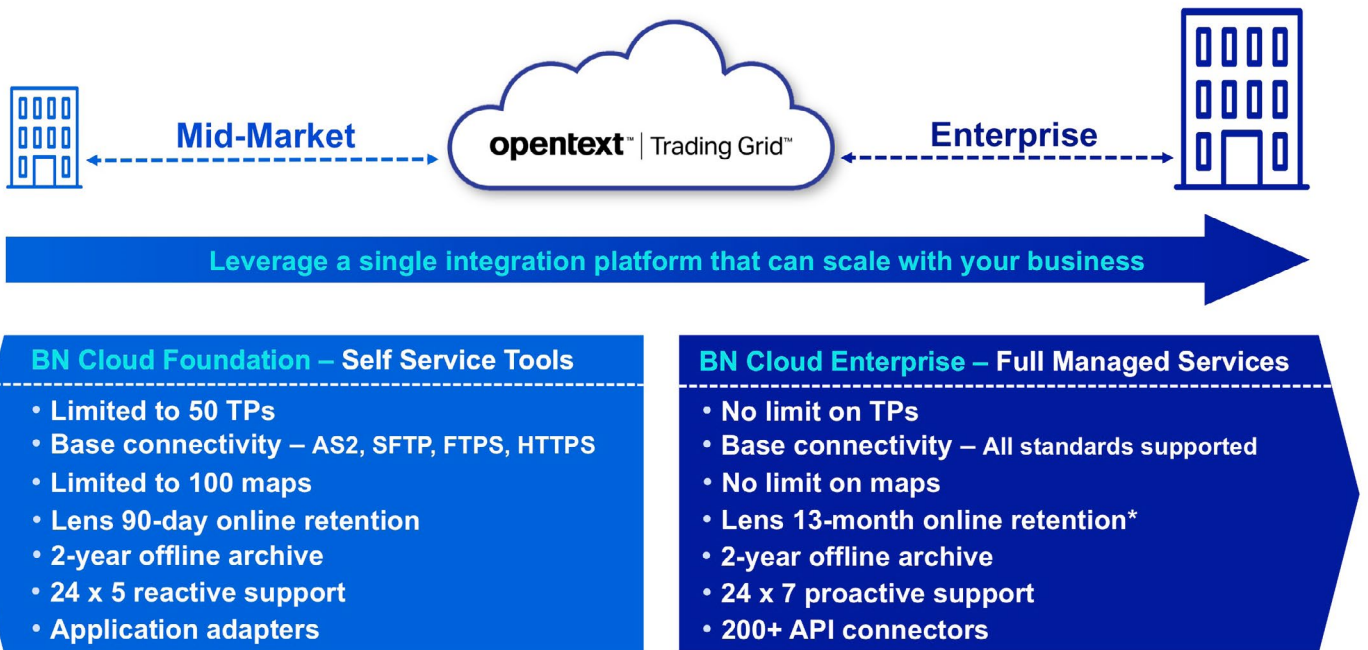 Mid-Market
opentext™ | Trading Grid™
Enterprise
Leverage a single integration platform that can scale with your business
BN Cloud Foundation – Self Service Tools
• Limited to 50 TPs
• Base connectivity – AS2, SFTP, FTPS, HTTPS
• Limited to 100 maps
• Lens 90-day online retention
• 2-year offline archive
• 24 x 5 reactive support
• Application adapters
BN Cloud Enterprise – Full Managed Services
• No limit on TPs
• Base connectivity – All standards supported
• No limit on maps
• Lens 13-month online retention*
• 2-year offline archive
• 24 x 7 proactive support
• 200+ API connectors